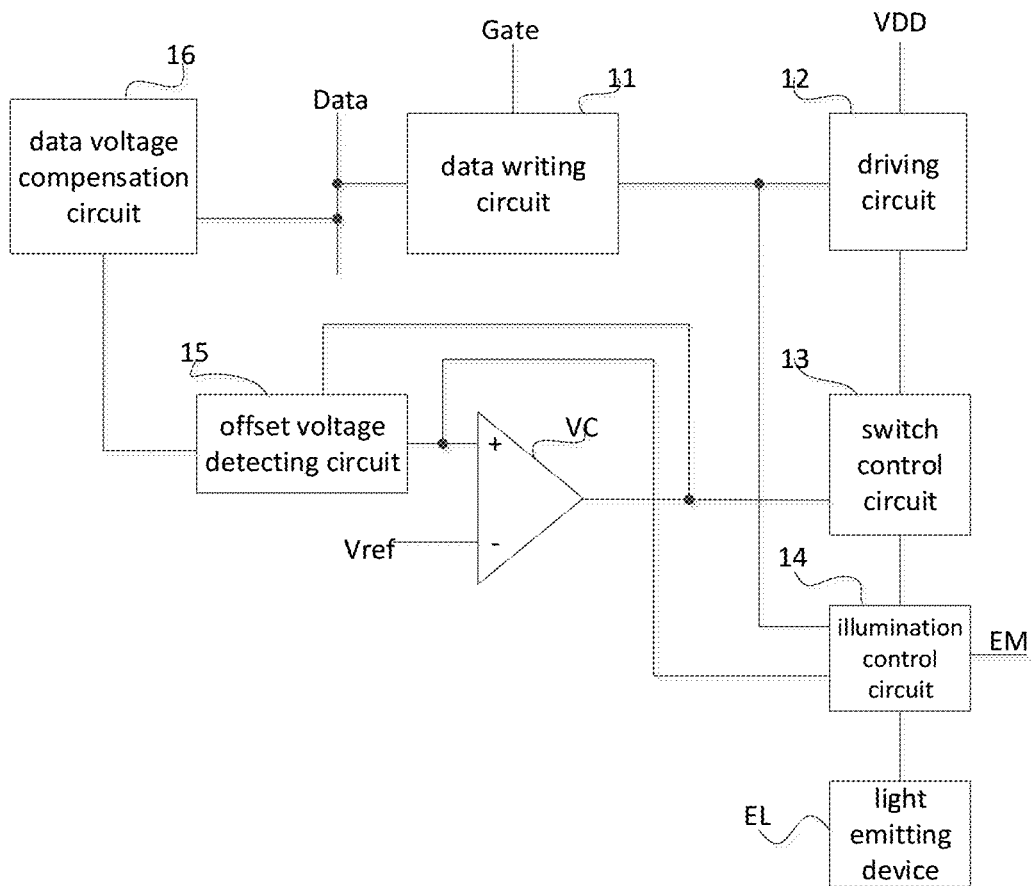 Gate
VDD
16
11
12
Data
data voltage
compensation
circuit
data writing
circuit
driving
circuit
15
13
offset voltage
detecting circuit
+
VC
switch
control
circuit
Vref
-
14
illumination
control
circuit
EM
EL
light
emitting
device